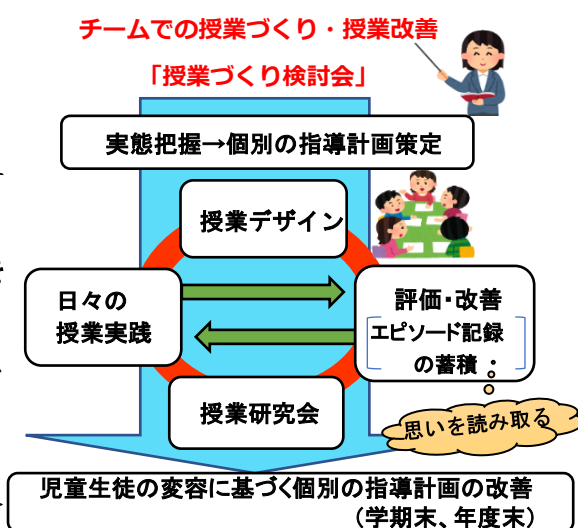 チームでの授業づくり・授業改善
「授業づくり検討会」
実態把握→個別の指導計画策定
授業デザイン
日々の
授業実践
評価・改善
エピソード記録
の蓄積
思いを読み取る
授業研究会
児童生徒の変容に基づく個別の指導計画の改善
（学期末、年度末）